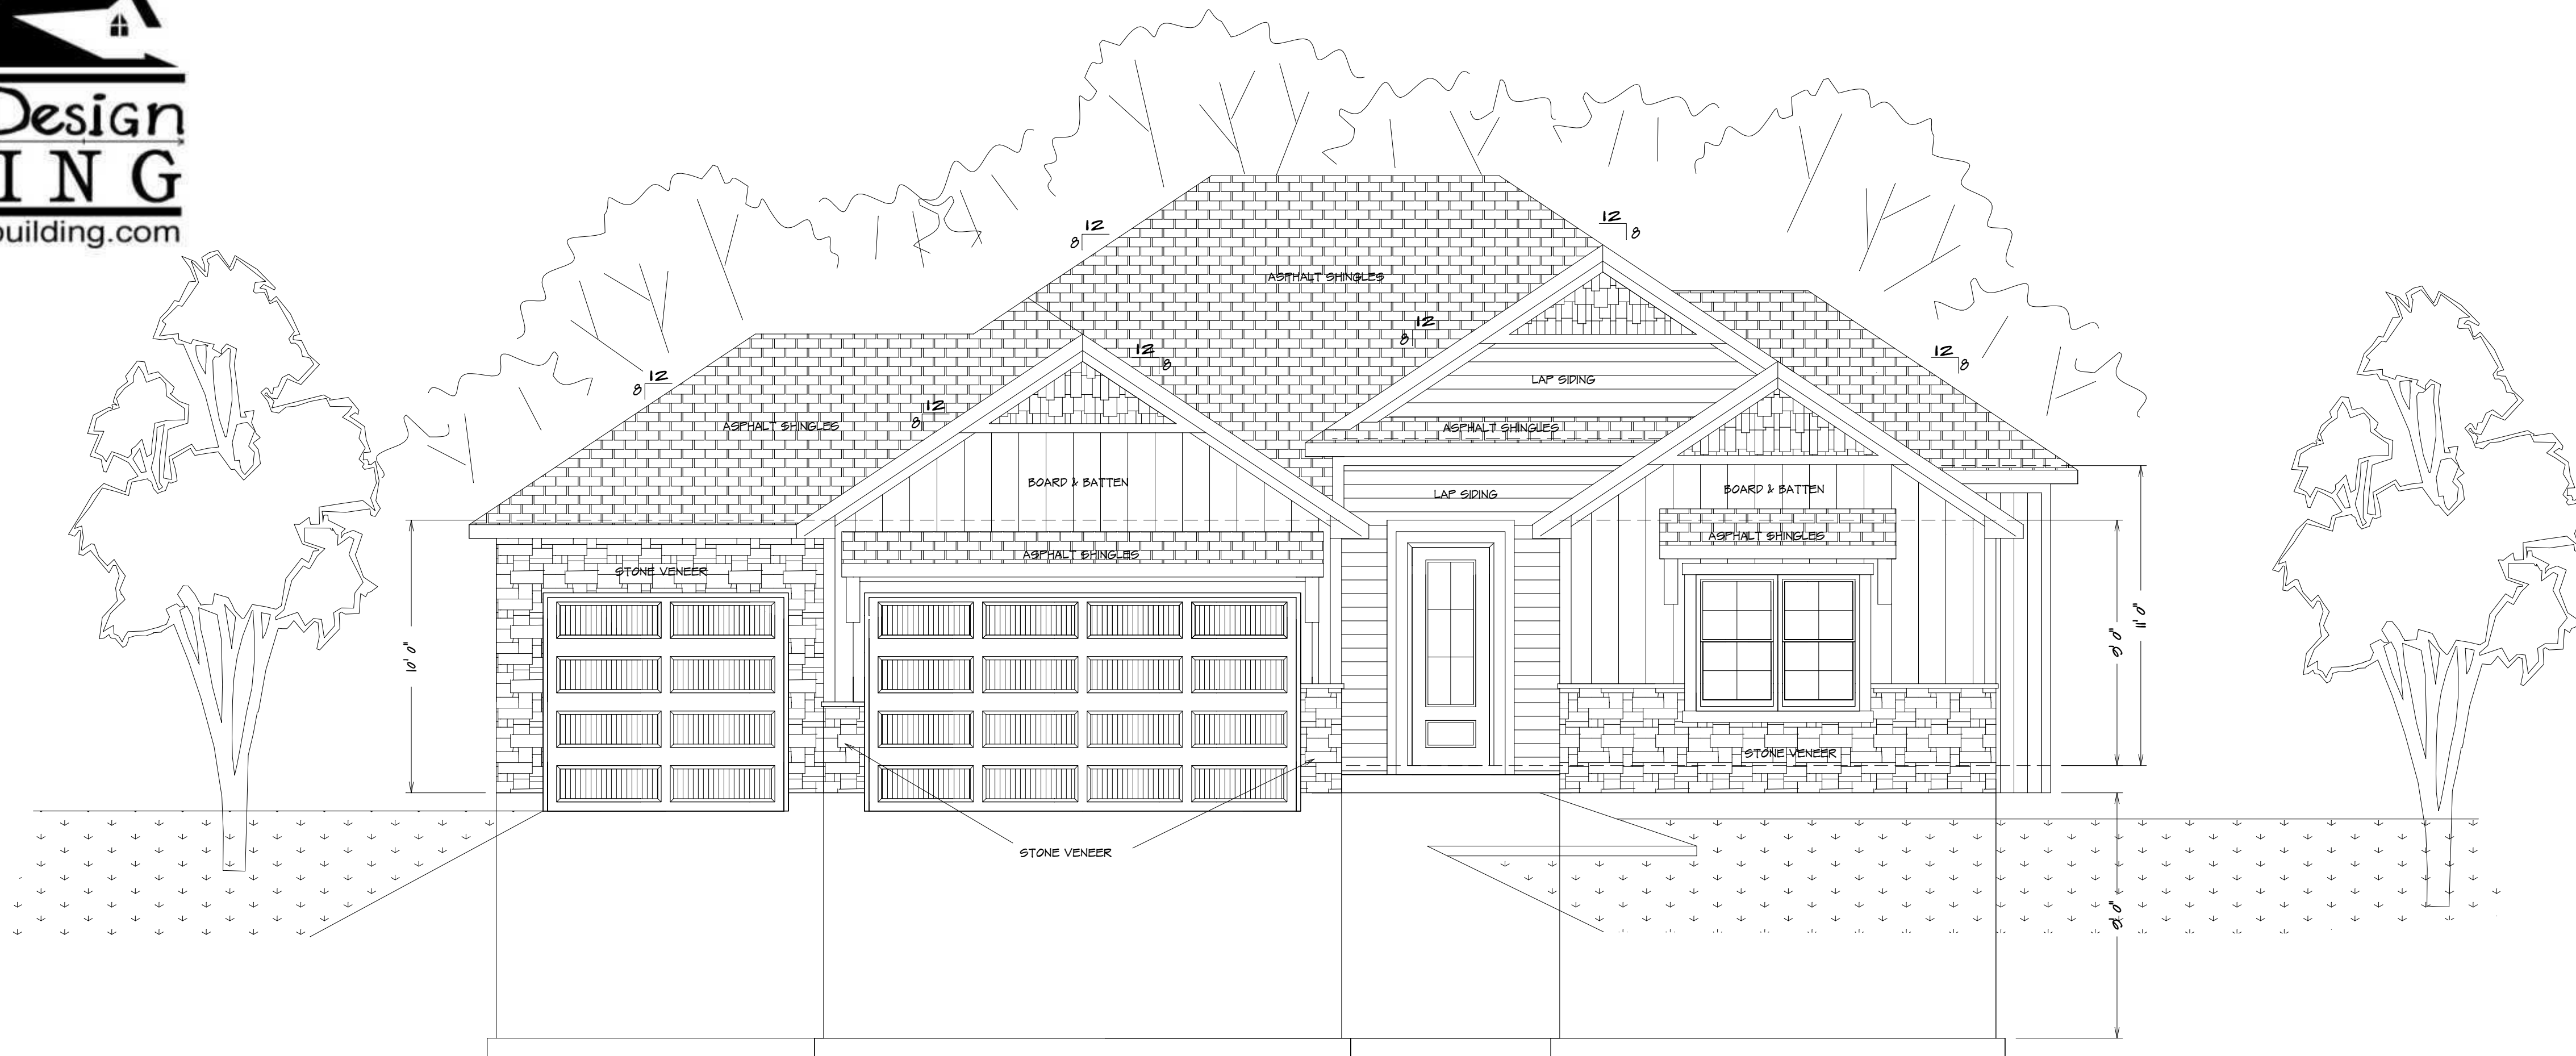 Design
ING
building.com
12
8
12
8
ASPHALT SHINGLES
12
8
12
8
12
8
12
8
12
8
LAP SIDING
ASPHALT SHINGLES
ASPHALT SHINGLES
BOARD & BATTEN
LAP SIDING
BOARD & BATTEN
ASPHALT SHINGLES
ASPHALT SHINGLES
STONE VENEER
10' 0"
9' 0"
11' 0"
STONE VENEER
STONE VENEER
9' 0"